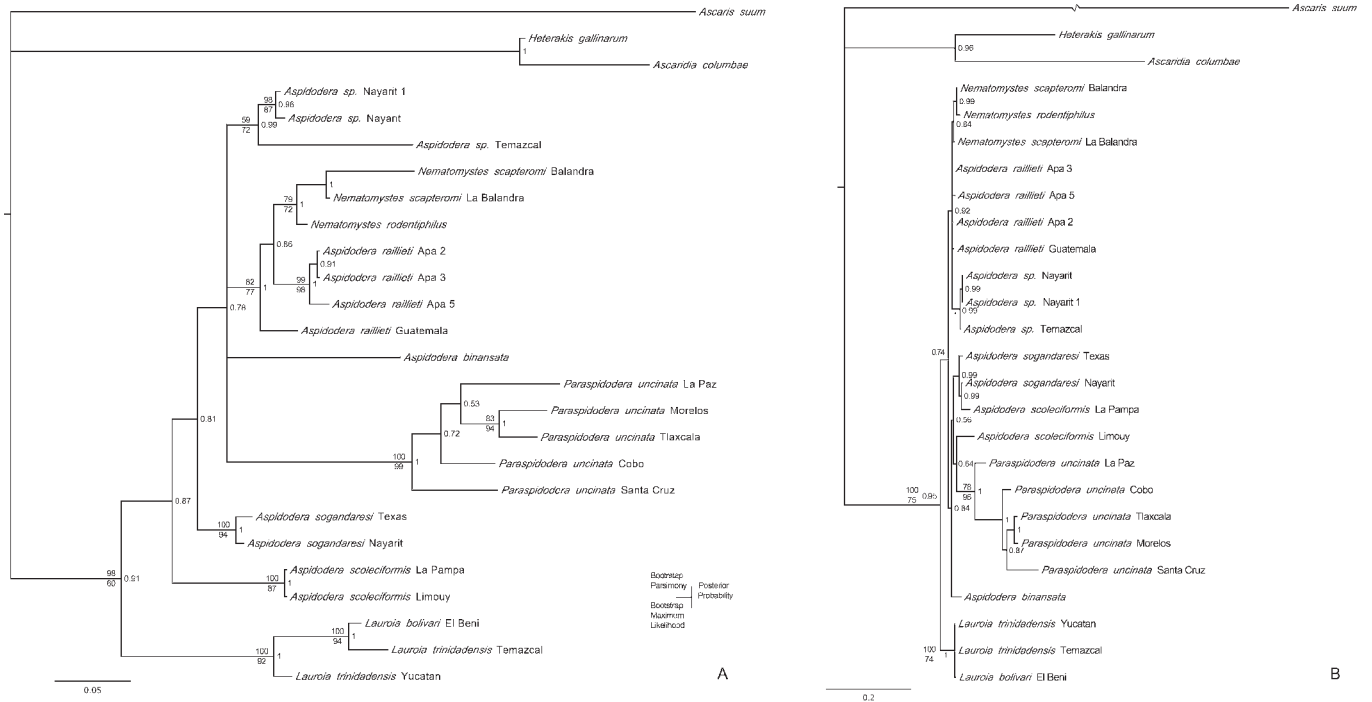 Ascaris suum
Heterakis gallinarum
1
Ascaridia columbae
Aspidodera sp. Nayarit 1
98
87
0.96
Aspidodera sp. Nayarit
59
72
0.99
Aspidodera sp. Temazcal
Nematomystes scapteromi Balandra
1
Nematomystes scapteromi La Balandra
79
72
1
Nematomystes rodentiphilus
0.86
Aspidodera raillieti Apa 2
0.91
Aspidodera raillieti Apa 3
99
98
1
82
77
1
Aspidodera raillieti Apa 5
0.78
Aspidodera raillieti Guatemala
Aspidodera binansata
Paraspidodera uncinata La Paz
0.53
Paraspidodera uncinata Morelos
83
94
1
Paraspidodera uncinata Tlaxcala
0.81
0.72
Paraspidodera uncinata Cobo
100
99
1
Paraspidodera uncinata Santa Cruz
0.87
Aspidodera sogandaresi Texas
100
94
1
Aspidodera sogandaresi Nayarit
98
60
0.91
Aspidodera scoleciformis La Pampa
100
87
1
Aspidodera scoleciformis Limouy
Lauroia bolivari El Beni
100
94
1
Lauroia trinidadensis Temazcal
100
92
1
Lauroia trinidadensis Yucatan
Bootstrap
Parsimony
Posterior
Probability
Bootstrap
Maximum
Likelihood
0.05
A
Ascaris suum
Heterakis gallinarum
0.96
Ascaridia columbae
Nematomystes scapteromi Balandra
0.99
Nematomystes rodentiphilus
0.84
Nematomystes scapteromi La Balandra
Aspidodera raillieti Apa 3
Aspidodera raillieti Apa 5
0.92
Aspidodera raillieti Apa 2
Aspidodera raillieti Guatemala
Aspidodera sp. Nayarit
0.99
Aspidodera sp. Nayarit 1
0.99
Aspidodera sp. Temazcal
0.74
Aspidodera sogandaresi Texas
0.99
Aspidodera sogandaresi Nayarit
0.99
Aspidodera scoleciformis La Pampa
0.56
Aspidodera scoleciformis Limouy
0.64
Paraspidodera uncinata La Paz
78
96
1
Paraspidodera uncinata Cobo
100
75
0.95
0.84
1
Paraspidodera uncinata Tlaxcala
1
Paraspidodera uncinata Morelos
0.87
Paraspidodera uncinata Santa Cruz
Aspidodera binansata
Lauroia trinidadensis Yucatan
100
74
1
Lauroia trinidadensis Temazcal
Lauroia bolivari El Beni
0.2
B